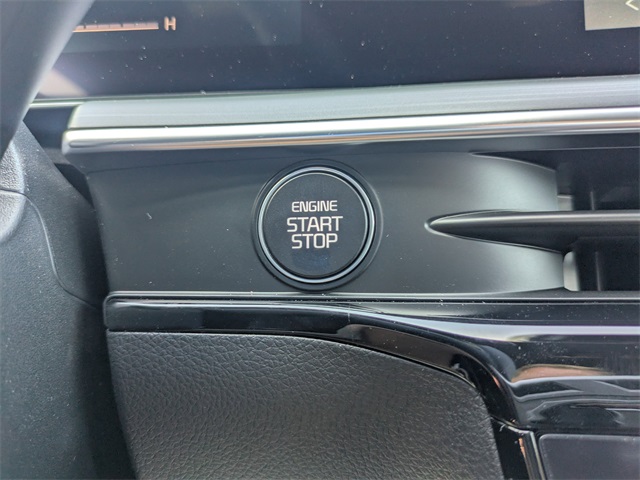 H
<
ENGINE
START
STOP